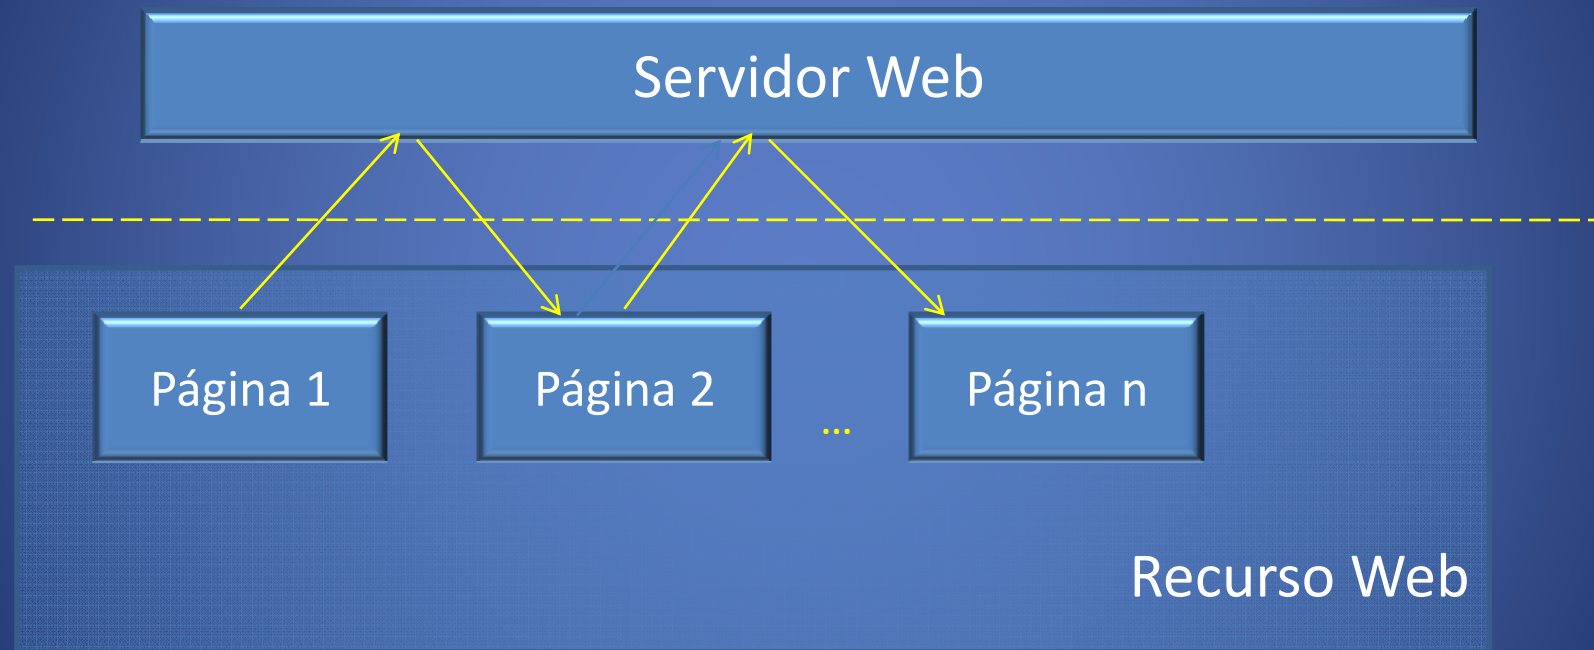 Servidor Web
Página 1
Página 2
...
Página n
Recurso Web